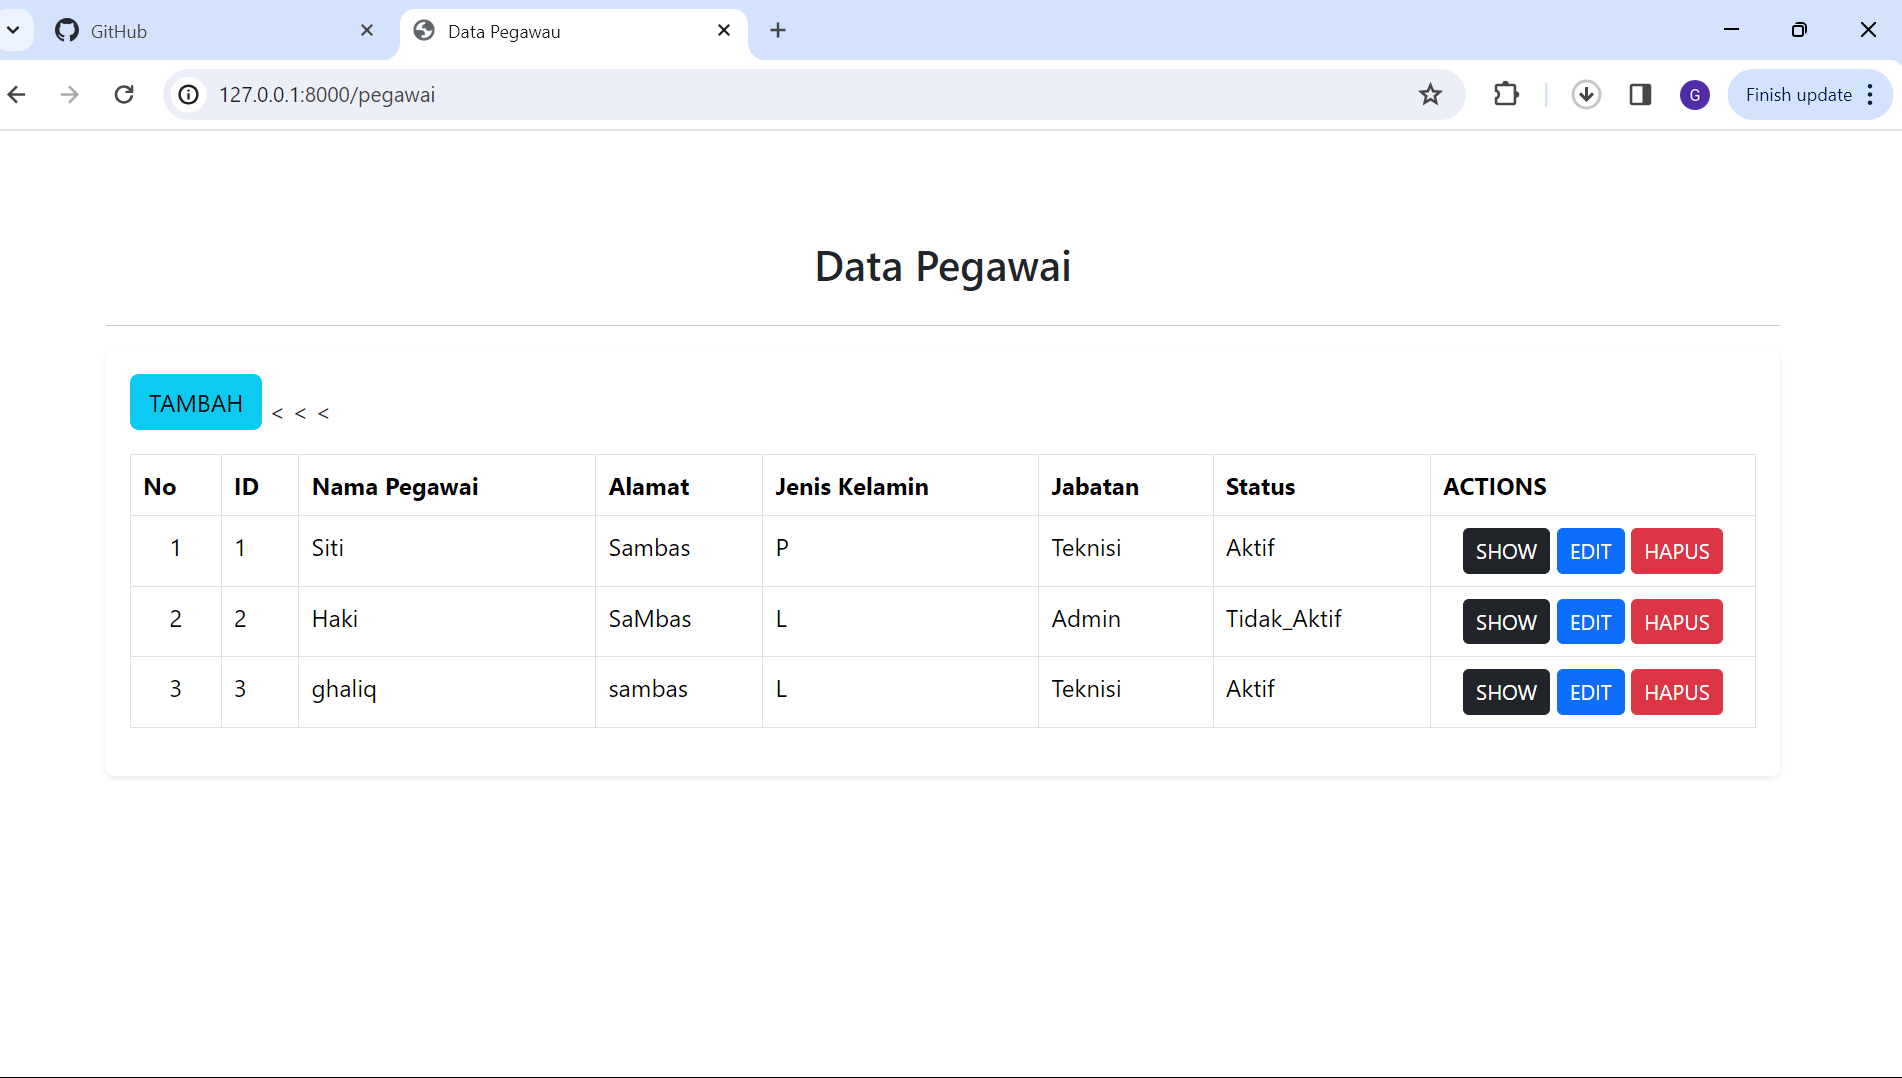 GitHub Data Pegawau
127.0.0.1:8000/pegawai G Finish update
Data Pegawai
TAMBAH < < <
No ID Nama Pegawai Alamat Jenis Kelamin Jabatan Status ACTIONS
1 1 Siti Sambas P Teknisi Aktif SHOW EDIT HAPUS
2 2 Haki SaMbas L Admin Tidak_Aktif SHOW EDIT HAPUS
3 3 ghaliq sambas L Teknisi Aktif SHOW EDIT HAPUS